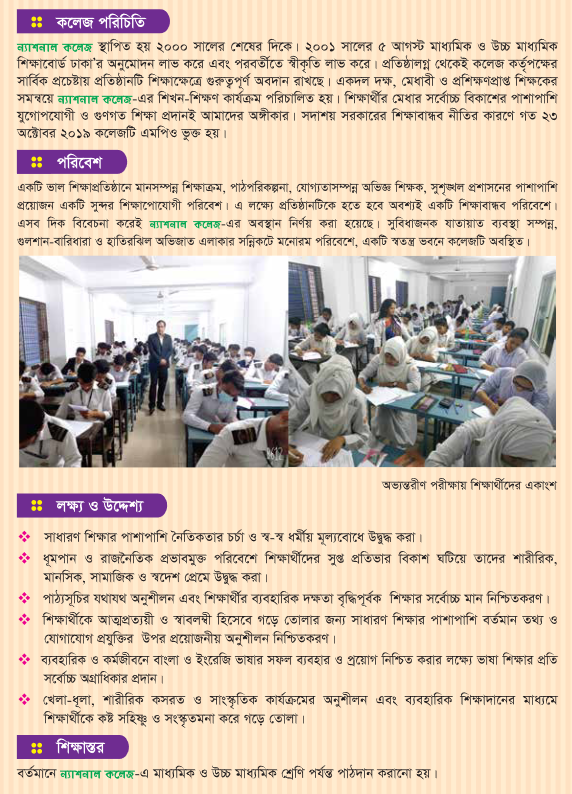 কলেজ পরিচিতি
ন্যাশনাল কলেজ স্থাপিত হয় ২০০০ সালের শেষের দিকে। ২০০১ সালের ৫ আগস্ট মাধ্যমিক ও উচ্চ মাধ্যমিক
শিক্ষাবোর্ড ঢাকা'র অনুমোদন লাভ করে এবং পরবর্তীতে স্বীকৃতি লাভ করে। প্রতিষ্ঠালগ্ন থেকেই কলেজ কর্তৃপক্ষের
সার্বিক প্রচেষ্টায় প্রতিষ্ঠানটি শিক্ষাক্ষেত্রে গুরুত্বপূর্ণ অবদান রাখছে। একদল দক্ষ, মেধাবী ও প্রশিক্ষণপ্রাপ্ত শিক্ষকের
সমন্বয়ে ন্যাশনাল কলেজ-এর শিখন-শিক্ষণ কার্যক্রম পরিচালিত হয়। শিক্ষার্থীর মেধার সর্বোচ্চ বিকাশের পাশাপাশি
যুগোপযোগী ও গুণগত শিক্ষা প্রদানই আমাদের অঙ্গীকার। সদাশয় সরকারের শিক্ষাবান্ধব নীতির কারণে গত ২৩
অক্টোবর ২০১৯ কলেজটি এমপিও ভুক্ত হয়।
পরিবেশ
একটি ভাল শিক্ষাপ্রতিষ্ঠানে মানসম্পন্ন শিক্ষাক্রম, পাঠপরিকল্পনা, যোগ্যতাসম্পন্ন অভিজ্ঞ শিক্ষক, সুশৃঙ্খল প্রশাসনের পাশাপাশি
প্রয়োজন একটি সুন্দর শিক্ষাপোযোগী পরিবেশ। এ লক্ষ্যে প্রতিষ্ঠানটিকে হতে হবে অবশ্যই একটি শিক্ষাবান্ধব পরিবেশে।
এসব দিক বিবেচনা করেই ন্যাশনাল কলেজ-এর অবস্থান নির্ণয় করা হয়েছে। সুবিধাজনক যাতায়াত ব্যবস্থা সম্পন্ন,
গুলশান-বারিধারা ও হাতিরঝিল অভিজাত এলাকার সন্নিকটে মনোরম পরিবেশে, একটি স্বতন্ত্র ভবনে কলেজটি অবস্থিত।
অভ্যন্তরীণ পরীক্ষায় শিক্ষার্থীদের একাংশ
লক্ষ্য ও উদ্দেশ্য
❖ সাধারণ শিক্ষার পাশাপাশি নৈতিকতার চর্চা ও স্ব-স্ব ধর্মীয় মূল্যবোধে উদ্বুদ্ধ করা।
❖ ধূমপান ও রাজনৈতিক প্রভাবমুক্ত পরিবেশে শিক্ষার্থীদের সুপ্ত প্রতিভার বিকাশ ঘটিয়ে তাদের শারীরিক,
মানসিক, সামাজিক ও স্বদেশ প্রেমে উদ্বুদ্ধ করা।
❖ পাঠ্যসূচির যথাযথ অনুশীলন এবং শিক্ষার্থীর ব্যবহারিক দক্ষতা বৃদ্ধিপূর্বক শিক্ষার সর্বোচ্চ মান নিশ্চিতকরণ।
❖ শিক্ষার্থীকে আত্মপ্রত্যয়ী ও স্বাবলম্বী হিসেবে গড়ে তোলার জন্য সাধারণ শিক্ষার পাশাপাশি বর্তমান তথ্য ও
যোগাযোগ প্রযুক্তির উপর প্রয়োজনীয় অনুশীলন নিশ্চিতকরণ।
❖ ব্যবহারিক ও কর্মজীবনে বাংলা ও ইংরেজি ভাষার সফল ব্যবহার ও প্রয়োগ নিশ্চিত করার লক্ষ্যে ভাষা শিক্ষার প্রতি
সর্বোচ্চ অগ্রাধিকার প্রদান।
❖ খেলা-ধূলা, শারীরিক কসরত ও সাংস্কৃতিক কার্যক্রমের অনুশীলন এবং ব্যবহারিক শিক্ষাদানের মাধ্যমে
শিক্ষার্থীকে কষ্ট সহিষ্ণু ও সংস্কৃতমনা করে গড়ে তোলা।
শিক্ষাস্তর
বর্তমানে ন্যাশনাল কলেজ-এ মাধ্যমিক ও উচ্চ মাধ্যমিক শ্রেণি পর্যন্ত পাঠদান করানো হয়।